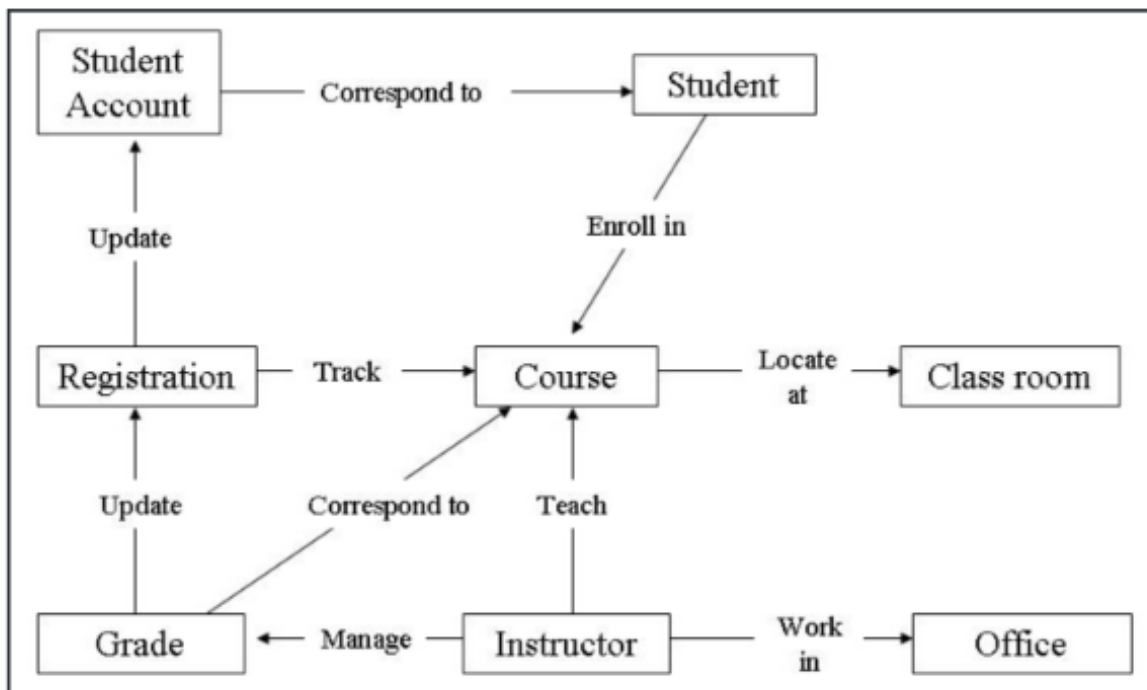 Student
Account
Correspond to
Student
Update
Enroll in
Registration
Track
Course
Locate
at
Class room
Update
Correspond to
Teach
Grade
Manage
Instructor
Work
in
Office